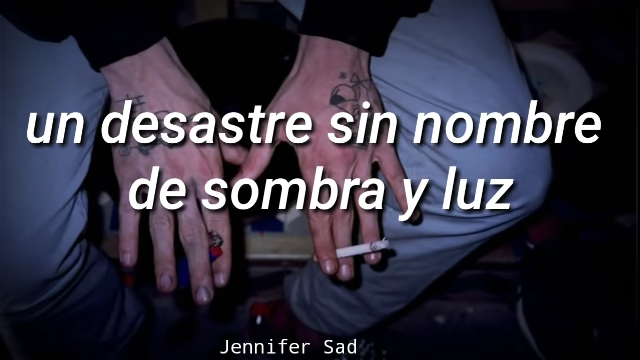 un desastre sin nombre
de sombra y luz
Jennifer Sad